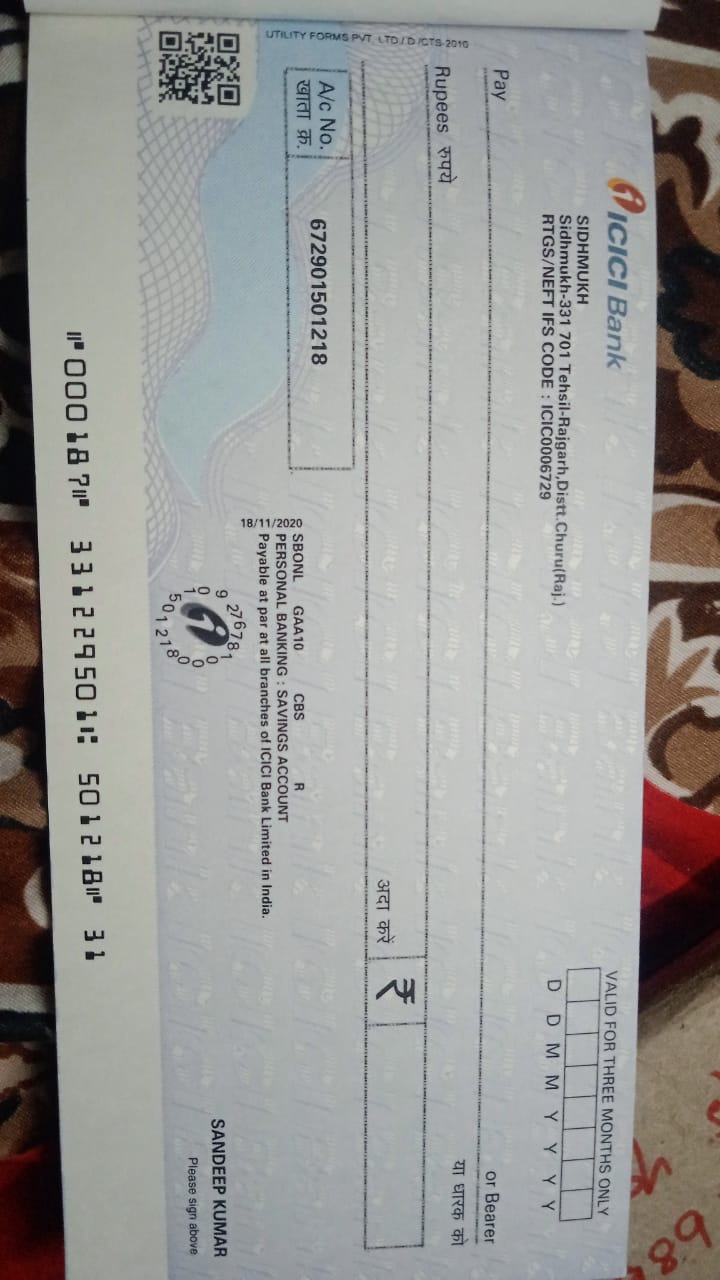 ICICI Bank
SIDHMUKH
Sidhmukh-331 701 Tehsil-Rajgarh,Distt.Churu(Raj.)
RTGS/NEFT IFS CODE : ICIC0006729
VALID FOR THREE MONTHS ONLY
D D M M Y Y Y Y
Pay
or Bearer
या धारक को
Rupees रुपये
अदा करें
₹
A/c No.
खाता क्र.
672901501218
UTILITY FORMS PVT. LTD./ D /CTS-2010
18/11/2020
SBONL GAA10 CBS R
PERSONAL BANKING : SAVINGS ACCOUNT
Payable at par at all branches of ICICI Bank Limited in India.
SANDEEP KUMAR
Please sign above
⑈000187⑈ 331229501⑆ 501218⑈ 31